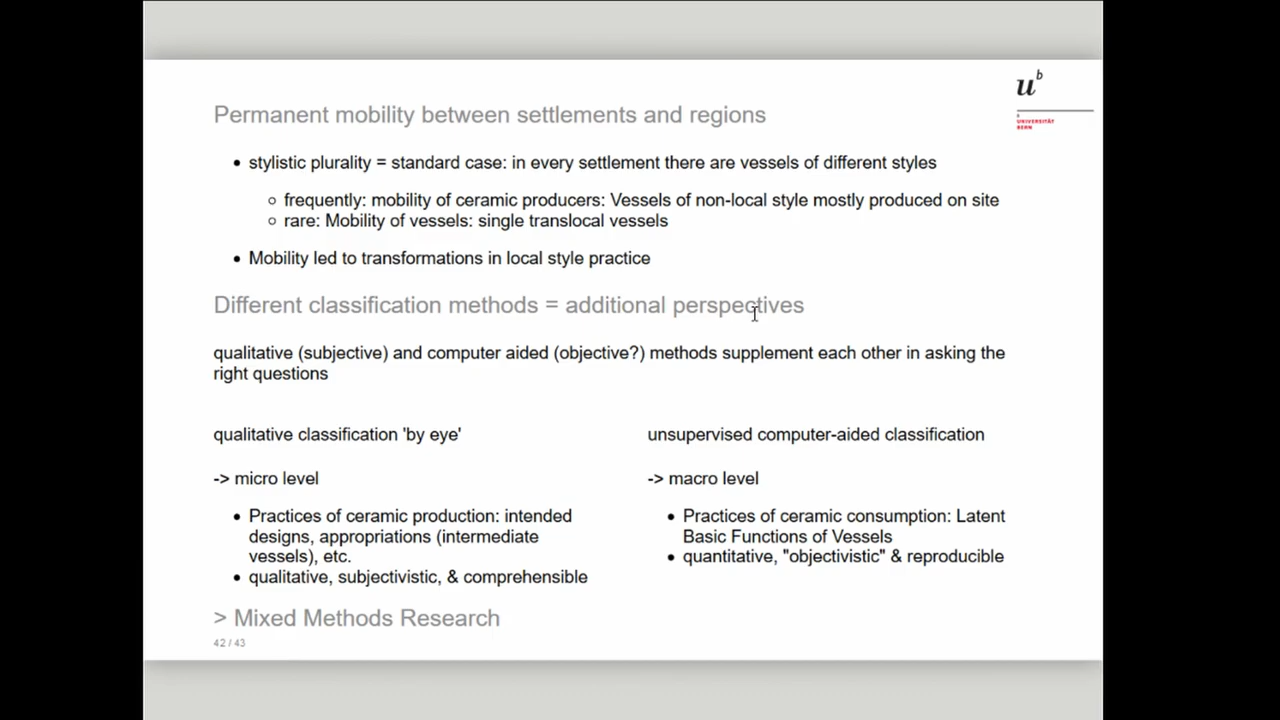 u b
b
UNIVERSITÄT
BERN
Permanent mobility between settlements and regions
stylistic plurality = standard case: in every settlement there are vessels of different styles
frequently: mobility of ceramic producers: Vessels of non-local style mostly produced on site
rare: Mobility of vessels: single translocal vessels
Mobility led to transformations in local style practice
Different classification methods = additional perspectives
qualitative (subjective) and computer aided (objective?) methods supplement each other in asking the
right questions
qualitative classification 'by eye'
-> micro level
Practices of ceramic production: intended
designs, appropriations (intermediate
vessels), etc.
qualitative, subjectivistic, & comprehensible
unsupervised computer-aided classification
-> macro level
Practices of ceramic consumption: Latent
Basic Functions of Vessels
quantitative, "objectivistic" & reproducible
> Mixed Methods Research
42 / 43